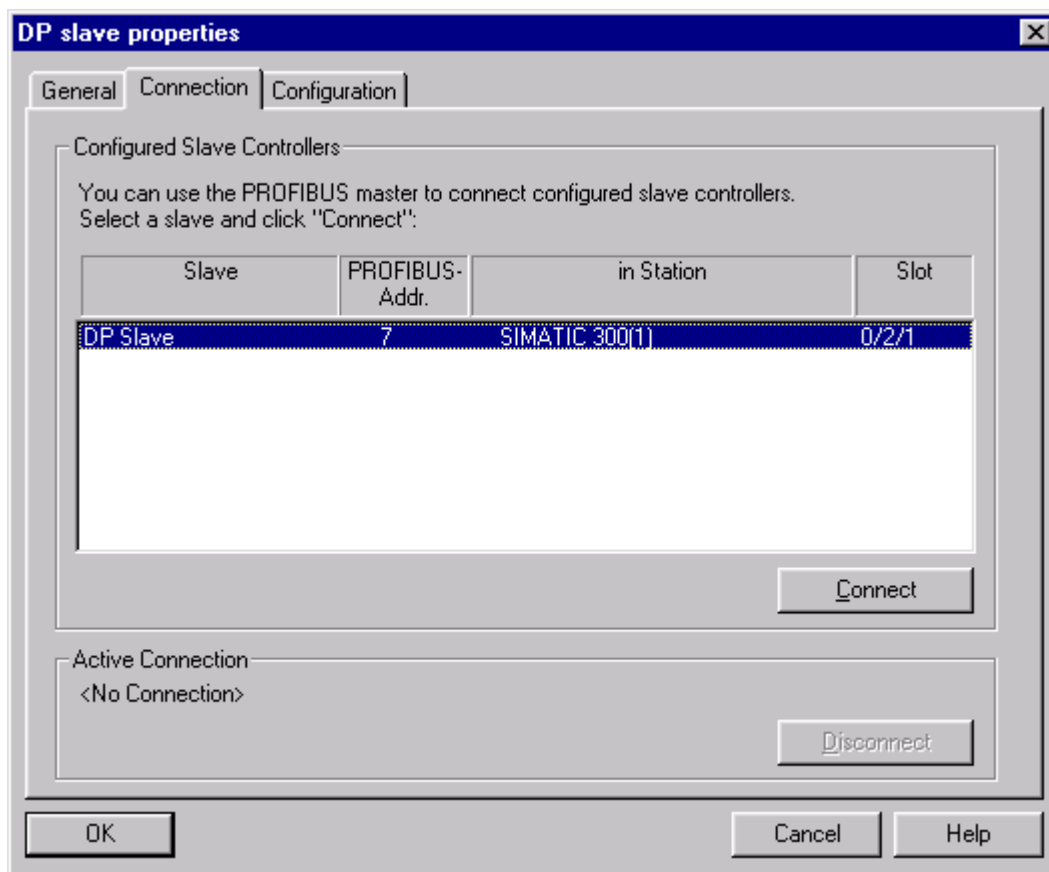 DP slave properties
General Connection Configuration
Configured Slave Controllers
You can use the PROFIBUS master to connect configured slave controllers.
Select a slave and click "Connect":
Slave PROFIBUS- in Station Slot
Addr.
DP Slave 7 SIMATIC 300(1) 0/2/1
Connect
Active Connection
<No Connection>
Disconnect
OK Cancel Help